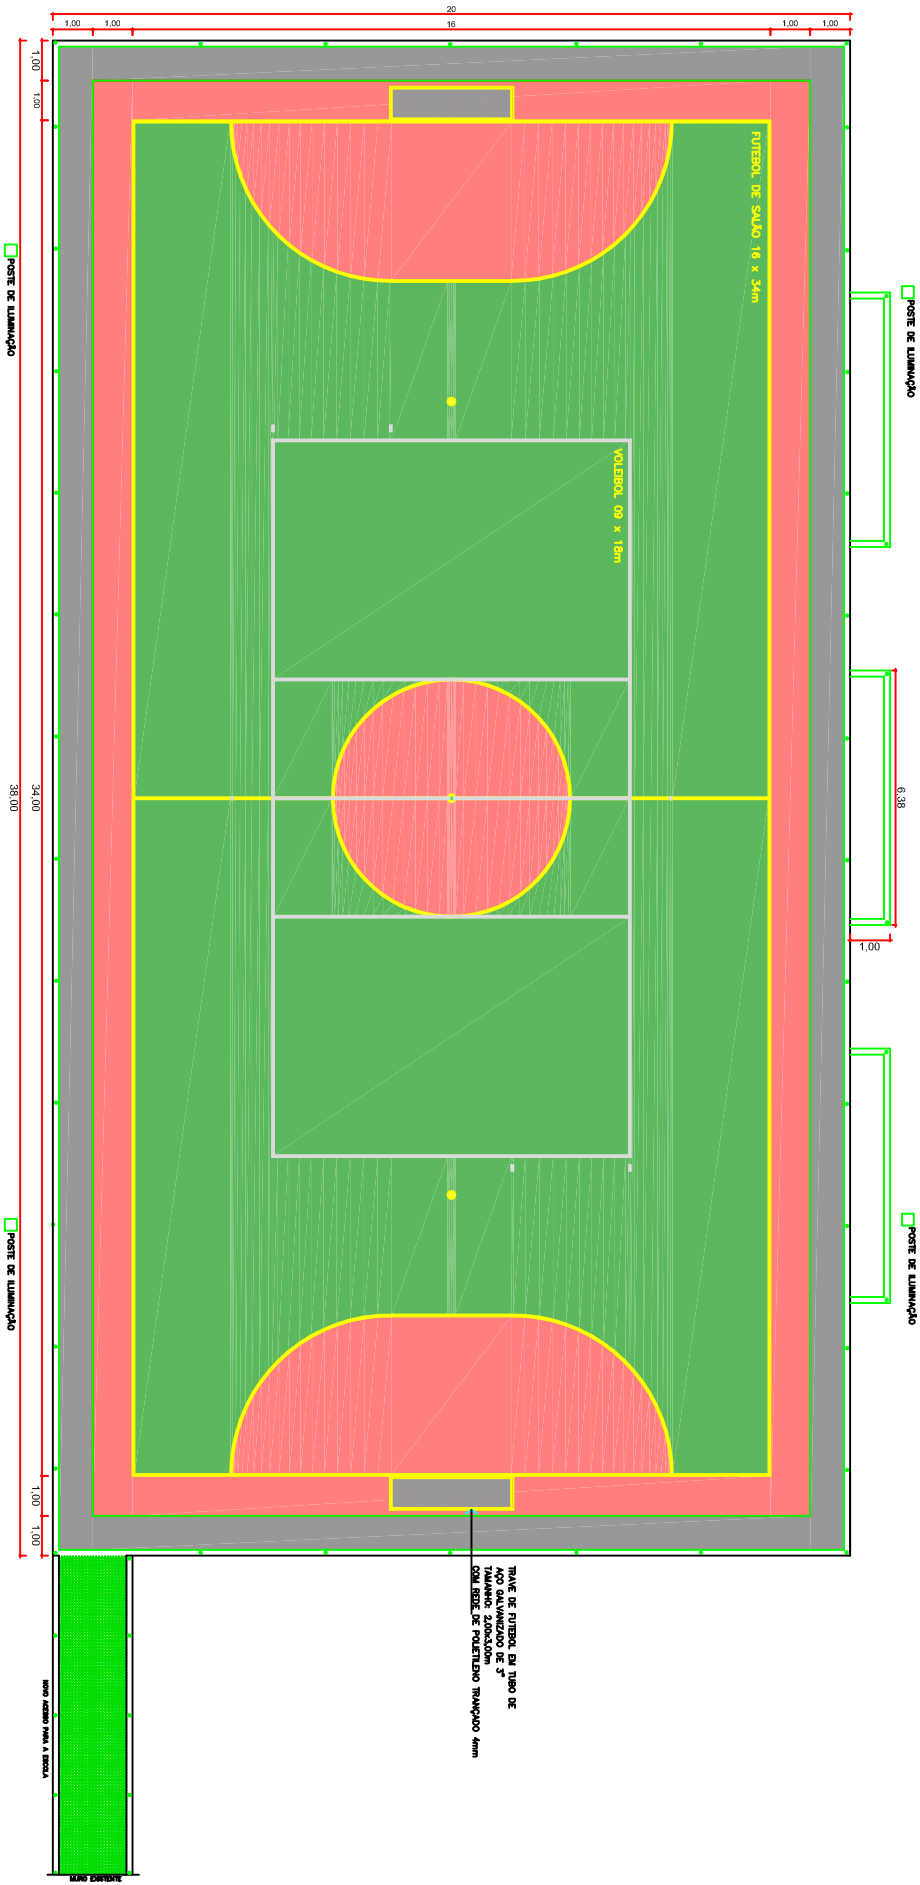 20
16
1,00
1,00
1,00
1,00
1,00
1,00
FUTEBOL DE SALÃO 16 x 34m
POSTE DE ILUMINAÇÃO
POSTE DE ILUMINAÇÃO
VOLEIBOL 09 x 18m
34.00
38.00
6.38
1,00
POSTE DE ILUMINAÇÃO
POSTE DE ILUMINAÇÃO
1,00
1,00
TRAVE DE FUTEBOL EM TUBO DE
AÇO GALVANIZADO DE 3"
TAMANHO: 2,00x3,00m
COM REDE DE POLIETILENO TRANÇADO 4mm
NOVO ACESSO PARA A ESCOLA
MURO EXISTENTE